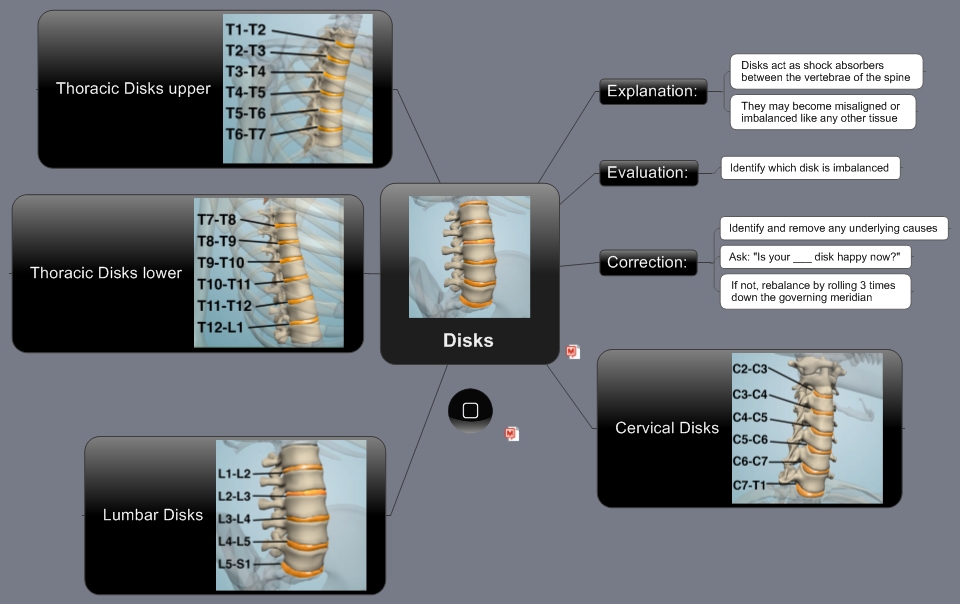 Thoracic Disks upper
T1-T2
T2-T3
T3-T4
T4-T5
T5-T6
T6-T7
Thoracic Disks lower
T7-T8
T8-T9
T9-T10
T10-T11
T11-T12
T12-L1
Lumbar Disks
L1-L2
L2-L3
L3-L4
L4-L5
L5-S1
Disks
Explanation:
Disks act as shock absorbers
between the vertebrae of the spine
They may become misaligned or
imbalanced like any other tissue
Evaluation:
Identify which disk is imbalanced
Correction:
Identify and remove any underlying causes
Ask: "Is your ___ disk happy now?"
If not, rebalance by rolling 3 times
down the governing meridian
Cervical Disks
C2-C3
C3-C4
C4-C5
C5-C6
C6-C7
C7-T1